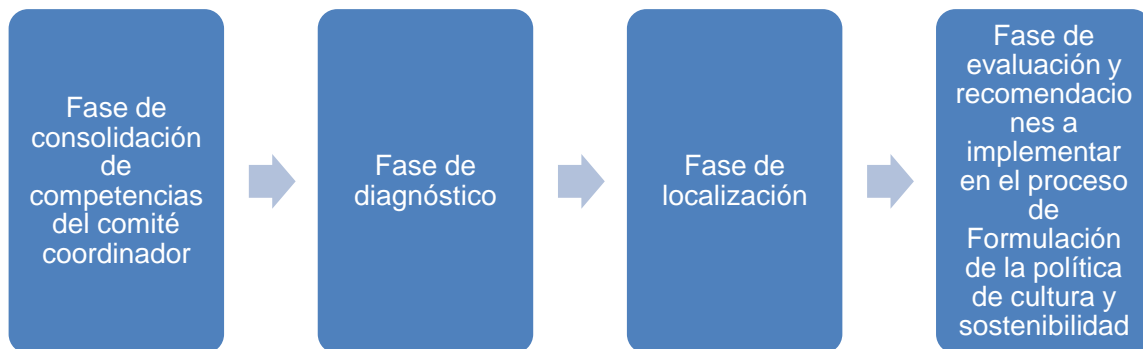 Fase de
consolidación
de
competencias
del comité
coordinador
Fase de
diagnóstico
Fase de
localización
Fase de
evaluación y
recomendacio
nes a
implementar
en el proceso
de
Formulación
de la política
de cultura y
sostenibilidad